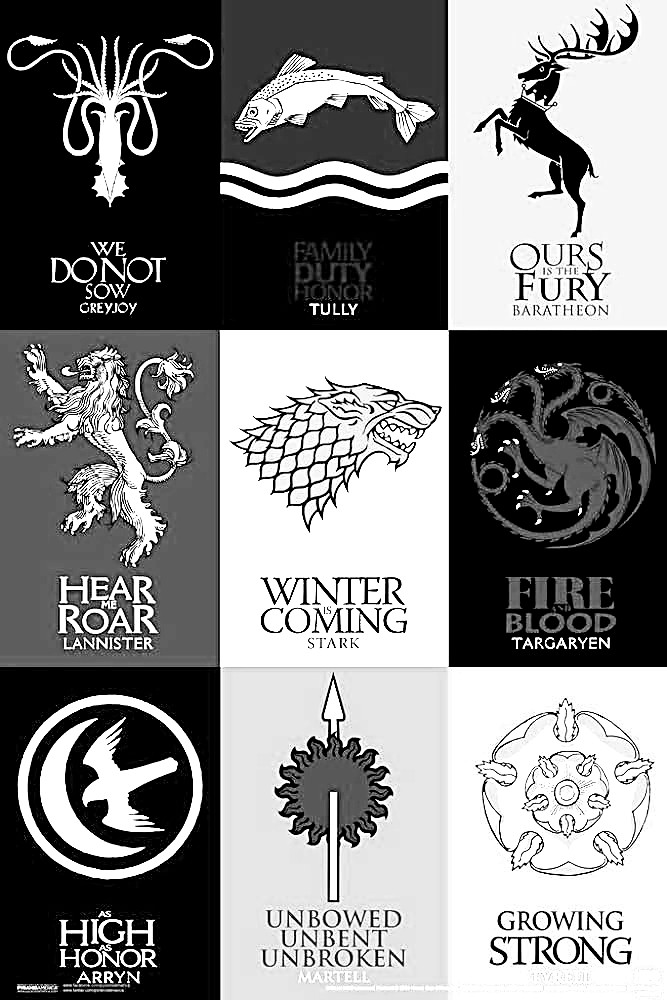 WE
DO NOT
SOW
GREYJOY
FAMILY
DUTY
HONOR
TULLY
OURS
IS THE
FURY
BARATHEON
HEAR
ME
ROAR
LANNISTER
WINTER
IS
COMING
STARK
FIRE
AND
BLOOD
TARGARYEN
AS
HIGH
AS
HONOR
ARRYN
UNBOWED
UNBENT
UNBROKEN
MARTELL
GROWING
STRONG
TYRELL